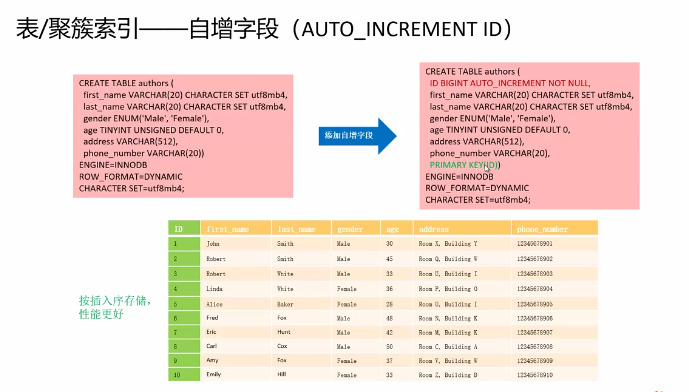 表/聚簇索引——自增字段（AUTO_INCREMENT ID）
CREATE TABLE authors (
first_name VARCHAR(20) CHARACTER SET utf8mb4,
last_name VARCHAR(20) CHARACTER SET utf8mb4,
gender ENUM('Male', 'Female'),
age TINYINT UNSIGNED DEFAULT 0,
address VARCHAR(512),
phone_number VARCHAR(20))
ENGINE=INNODB
ROW_FORMAT=DYNAMIC
CHARACTER SET=utf8mb4;
添加自增字段
CREATE TABLE authors (
ID BIGINT AUTO_INCREMENT NOT NULL,
first_name VARCHAR(20) CHARACTER SET utf8mb4,
last_name VARCHAR(20) CHARACTER SET utf8mb4,
gender ENUM('Male', 'Female'),
age TINYINT UNSIGNED DEFAULT 0,
address VARCHAR(512),
phone_number VARCHAR(20),
PRIMARY KEY(ID))
ENGINE=INNODB
ROW_FORMAT=DYNAMIC
CHARACTER SET=utf8mb4;
按插入序存储，
性能更好
ID first_name last_name gender age address phone_number
1 John Smith Male 30 Room X, Building Y 12345678901
2 Robert Smith Male 45 Room Q, Building W 12345678902
3 Robert White Male 33 Room U, Building I 12345678903
4 Linda White Female 36 Room P, Building O 12345678904
5 Alice Baker Female 28 Room U, Building I 12345678905
6 Fred Fox Male 48 Room N, Building K 12345678906
7 Eric Hunt Male 42 Room M, Building K 12345678907
8 Carl Cox Male 50 Room C, Building A 12345678908
9 Amy Fox Female 37 Room V, Building W 12345678909
10 Emily Hill Female 33 Room Z, Building D 12345678910